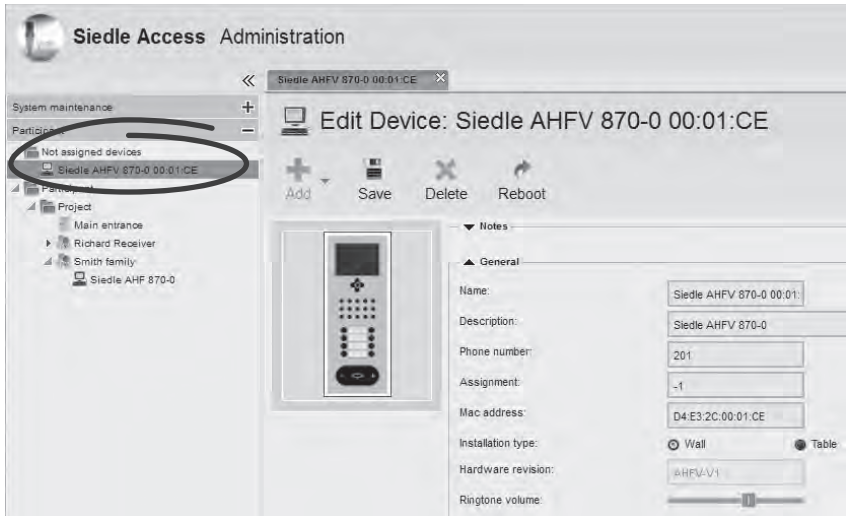 Siedle Access Administration
Siedle AHFV 870-0 00:01:CE
System maintenance
Participant
Not assigned devices
Siedle AHFV 870-0 00:01:CE
Participant
Project
Main entrance
Richard Receiver
Smith family
Siedle AHF 870-0
Edit Device: Siedle AHFV 870-0 00:01:CE
Add
Save
Delete
Reboot
Notes
General
Name:
Siedle AHFV 870-0 00:01:
Description:
Siedle AHFV 870-0
Phone number:
201
Assignment:
-1
Mac address:
D4:E3:2C:00:01:CE
Installation type:
Wall
Table
Hardware revision:
AHFV-V1
Ringtone volume: